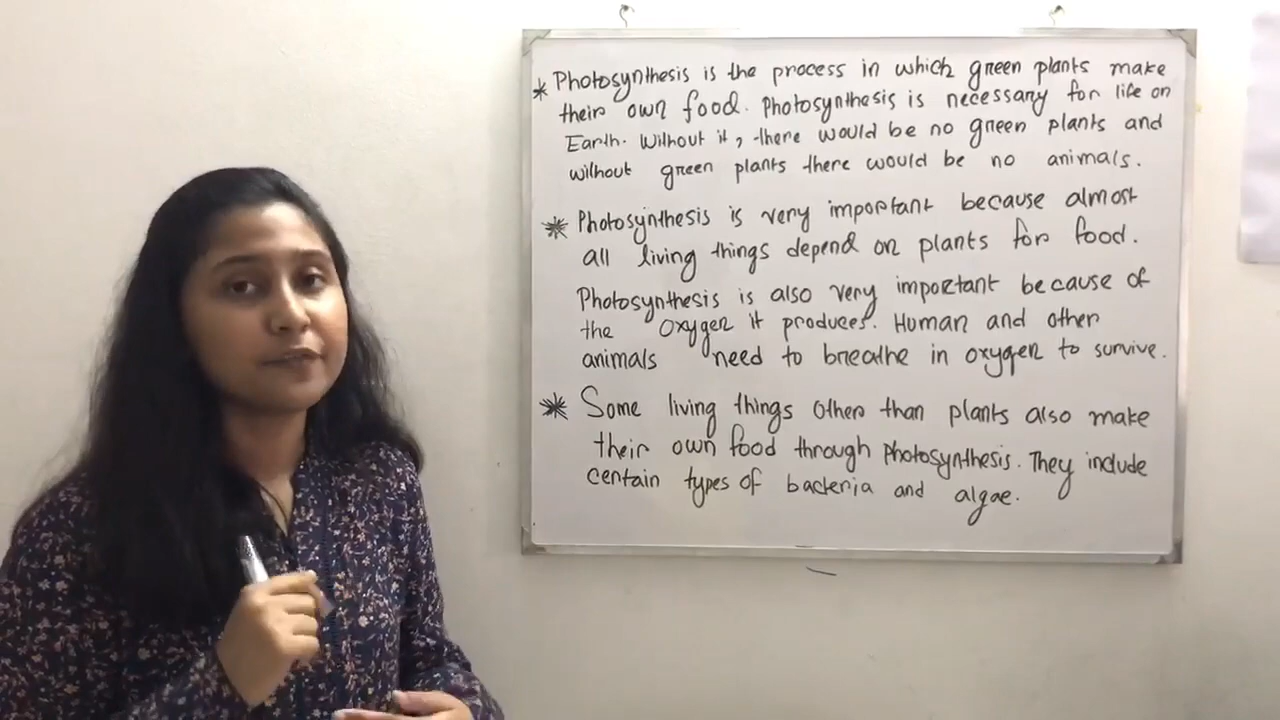 * Photosynthesis is the process in which green plants make
their own food. Photosynthesis is necessary for life on
Earth. Without it, there would be no green plants and
without green plants there would be no animals.
* Photosynthesis is very important because almost
all living things depend on plants for food.
Photosynthesis is also very important because of
the oxygen it produces. Human and other
animals need to breathe in oxygen to survive.
* Some living things other than plants also make
their own food through photosynthesis. They include
certain types of bacteria and algae.